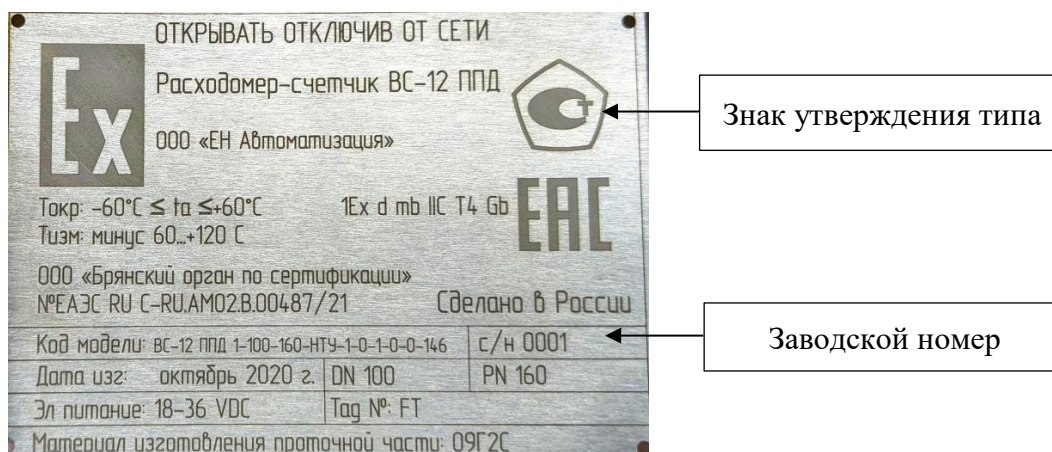 ОТКРЫВАТЬ ОТКЛЮЧИВ ОТ СЕТИ
Ex
Расходомер-счетчик ВС-12 ППД
ООО «ЕН Автоматизация»
Знак утверждения типа
Токр: -60°С ≤ ta ≤+60°С
1Ex d mb IIC T4 Gb
EAC
Тизм: минус 60...+120 С
ООО «Брянский орган по сертификации»
№ЕАЭС RU C-RU.АМ02.В.00487/21
Сделано в России
Код модели: ВС-12 ППД 1-100-160-НТУ-1-0-1-0-0-146
с/н 0001
Заводской номер
Дата изг: октябрь 2020 г.
DN 100
PN 160
Эл питание: 18-36 VDC
Tag №: FT
Материал изготовления проточной части: 09Г2С